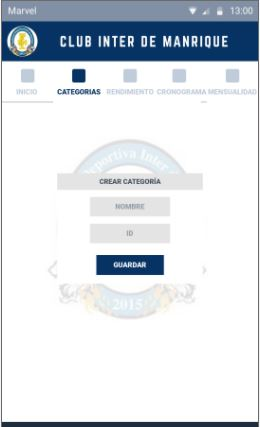 Marvel 13:00
CLUB INTER DE MANRIQUE
INICIO CATEGORIAS RENDIMIENTO CRONOGRAMA MENSUALIDAD
CREAR CATEGORÍA
NOMBRE
ID
GUARDAR
2015